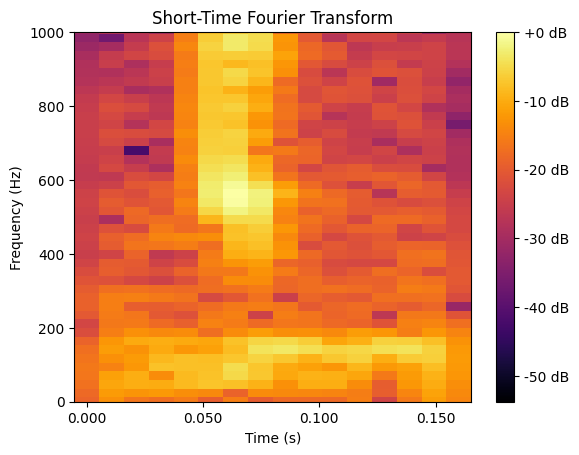 Short-Time Fourier Transform
1000
800
600
400
200
0
Frequency (Hz)
0.000
0.050
0.100
0.150
Time (s)
+0 dB
-10 dB
-20 dB
-30 dB
-40 dB
-50 dB